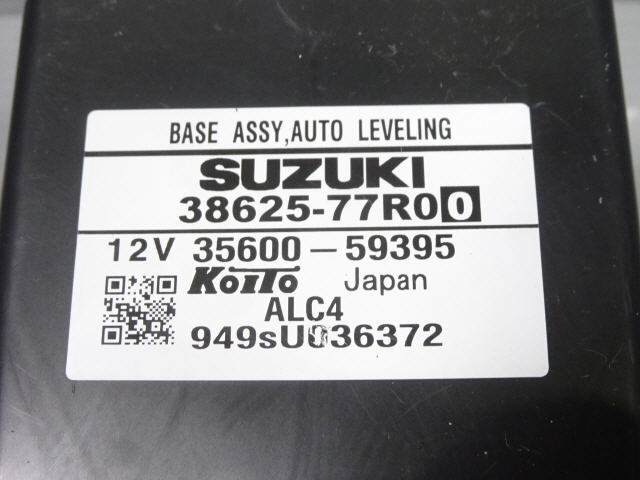 BASE ASSY,AUTO LEVELING
SUZUKI
38625-77R00
12V 35600-59395
KOITO Japan
ALC4
949sU036372